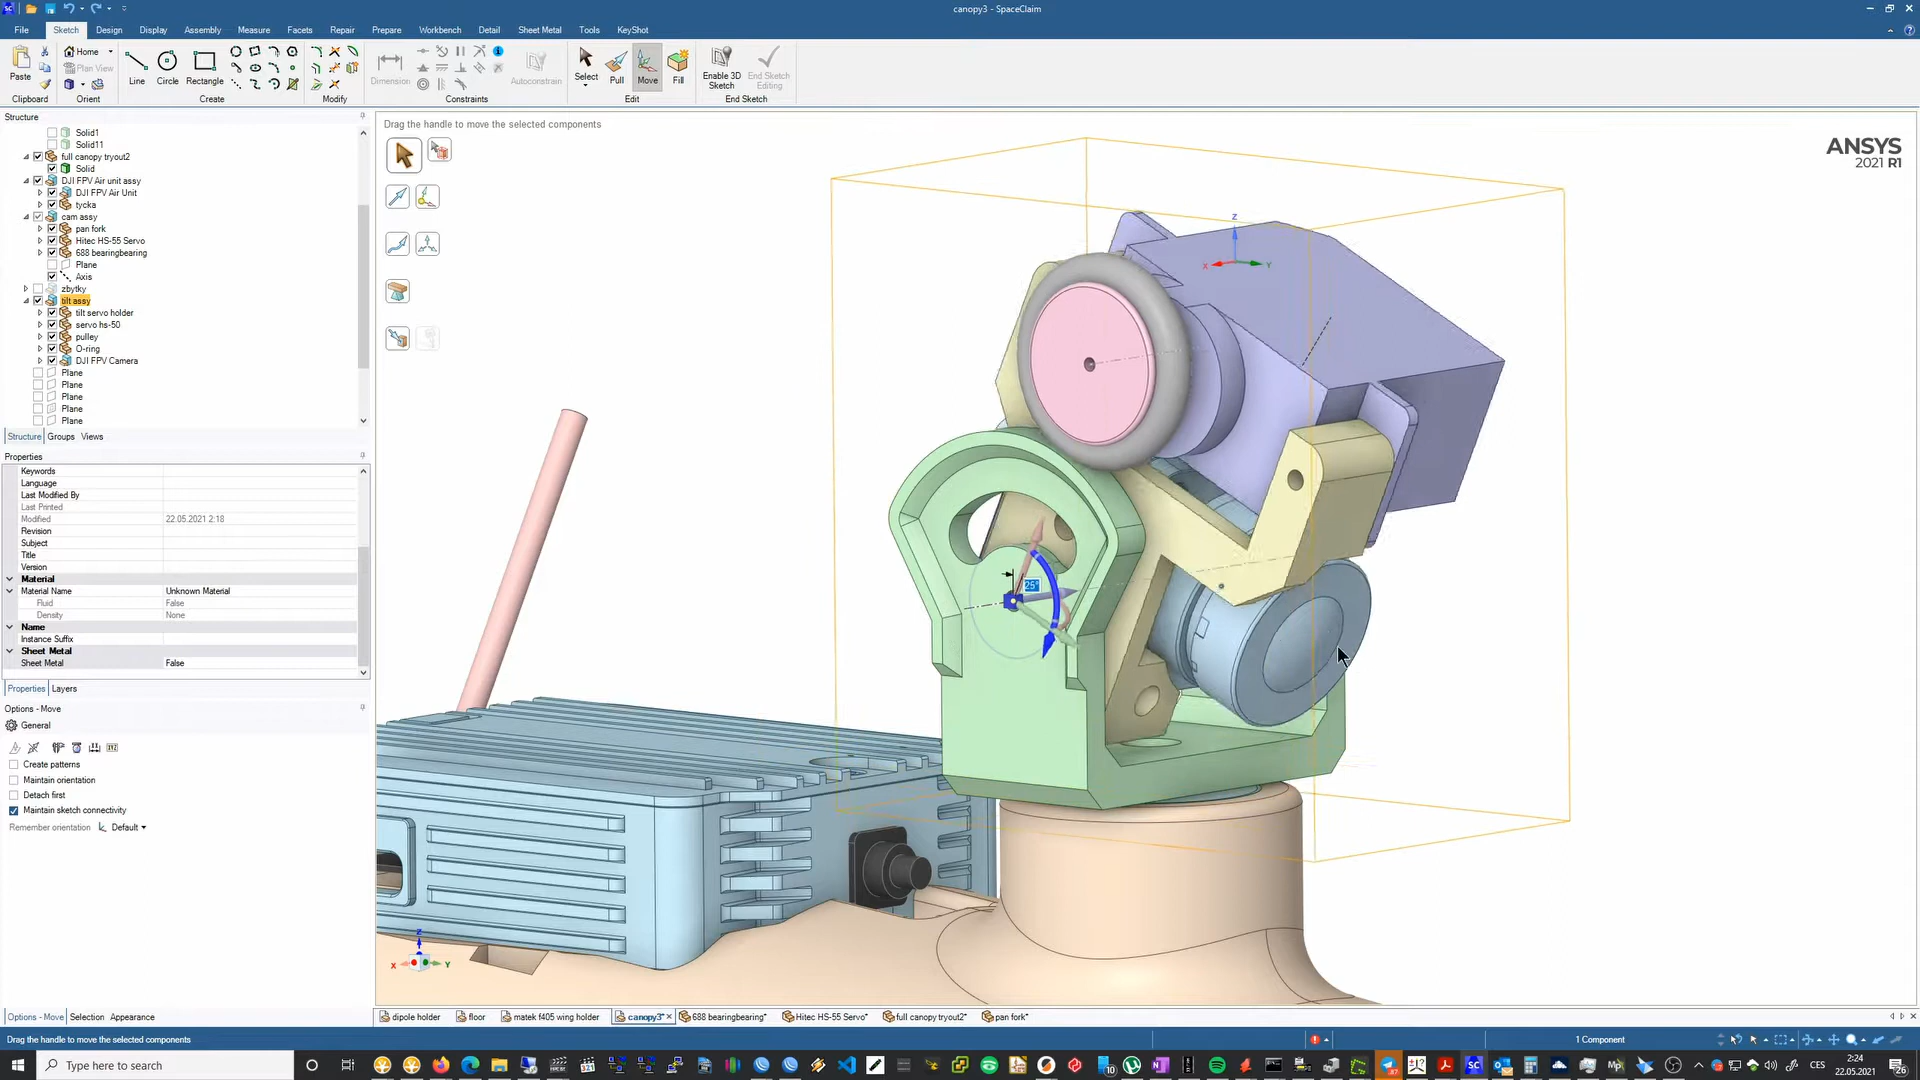 canopy3 - SpaceClaim
File Sketch Design Display Assembly Measure Facets Repair Prepare Workbench Detail Sheet Metal Tools KeyShot
Paste
Home
Plan View
Line Circle Rectangle
Dimension
Autoconstrain
Select Pull Move Fill
Enable 3D Sketch
End Sketch Editing
Clipboard Orient Create Modify Constraints Edit End Sketch
Structure
Solid1
Solid11
full canopy tryout2
Solid
DJI FPV Air unit assy
DJI FPV Air Unit
tycka
cam assy
pan fork
Hitec HS-55 Servo
688 bearingbearing
Plane
Axis
zbytky
tilt assy
tilt servo holder
servo hs-50
pulley
O-ring
DJI FPV Camera
Plane
Plane
Plane
Plane
Plane
Structure Groups Views
Properties
Keywords
Language
Last Modified By
Last Printed
Modified 22.05.2021 2:18
Revision
Subject
Title
Version
Material
Material Name Unknown Material
Fluid False
Density None
Name
Instance Suffix
Sheet Metal
Sheet Metal False
Properties Layers
Options - Move
General
Create patterns
Maintain orientation
Detach first
Maintain sketch connectivity
Remember orientation Default
Options - Move Selection Appearance
Drag the handle to move the selected components
ANSYS
2021 R1
Z
X Y
25°
Z
X Y
dipole holder floor matek f405 wing holder canopy3* 688 bearingbearing* Hitec HS-55 Servo* full canopy tryout2* pan fork*
Drag the handle to move the selected components
1 Component
Type here to search
CES
2:24
22.05.2021